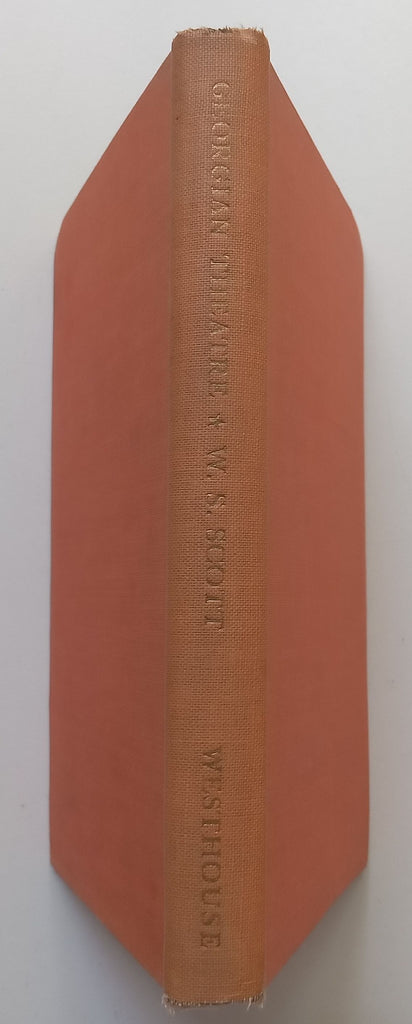 GEORGIAN THEATRE ★ W. S. SCOTT
WESTHOUSE